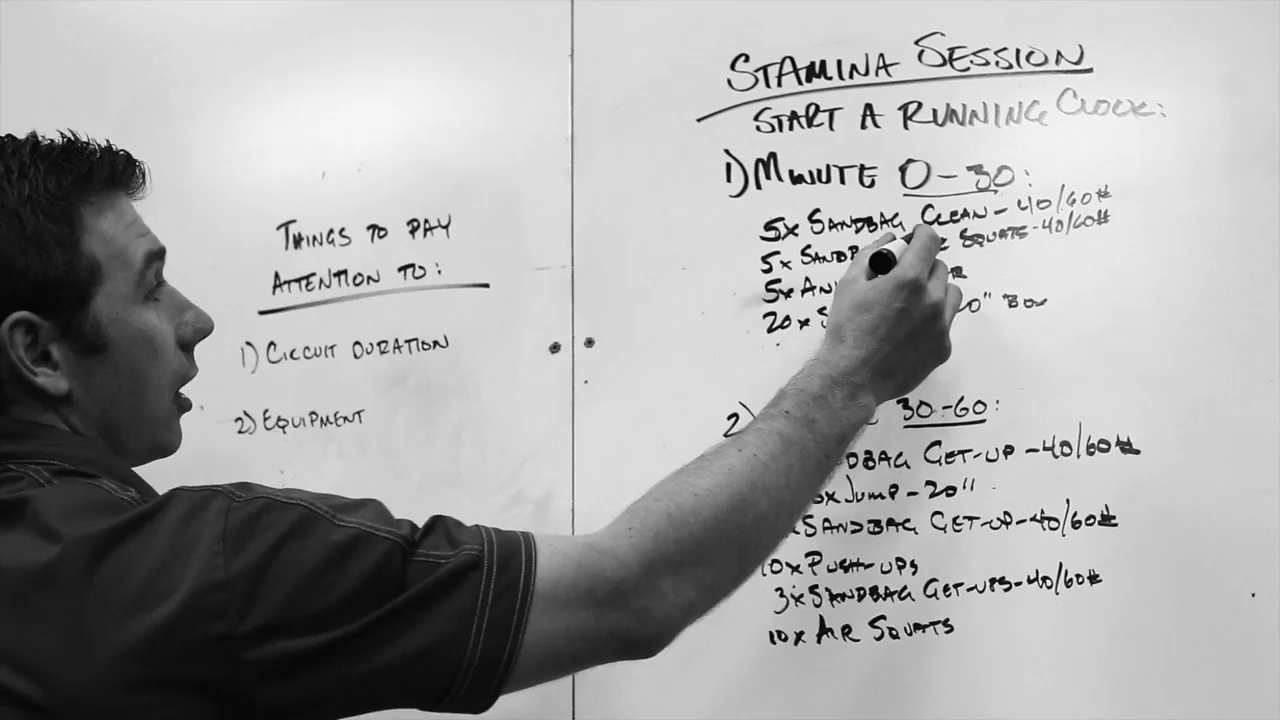 THINGS TO PAY
ATTENTION TO:
1) CIRCUIT DURATION
2) EQUIPMENT
STAMINA SESSION
START A RUNNING CLOCK:
1) MINUTE 0-30:
5x SANDBAG CLEAN - 40/60#
5x SANDB SQUATS - 40/60#
5x
20x 20" BOX
2) 30-60:
SANDBAG GET-UP - 40/60#
JUMP - 20"
SANDBAG GET-UP - 40/60#
10x PUSH-UPS
3x SANDBAG GET-UPS - 40/60#
10x AIR SQUATS